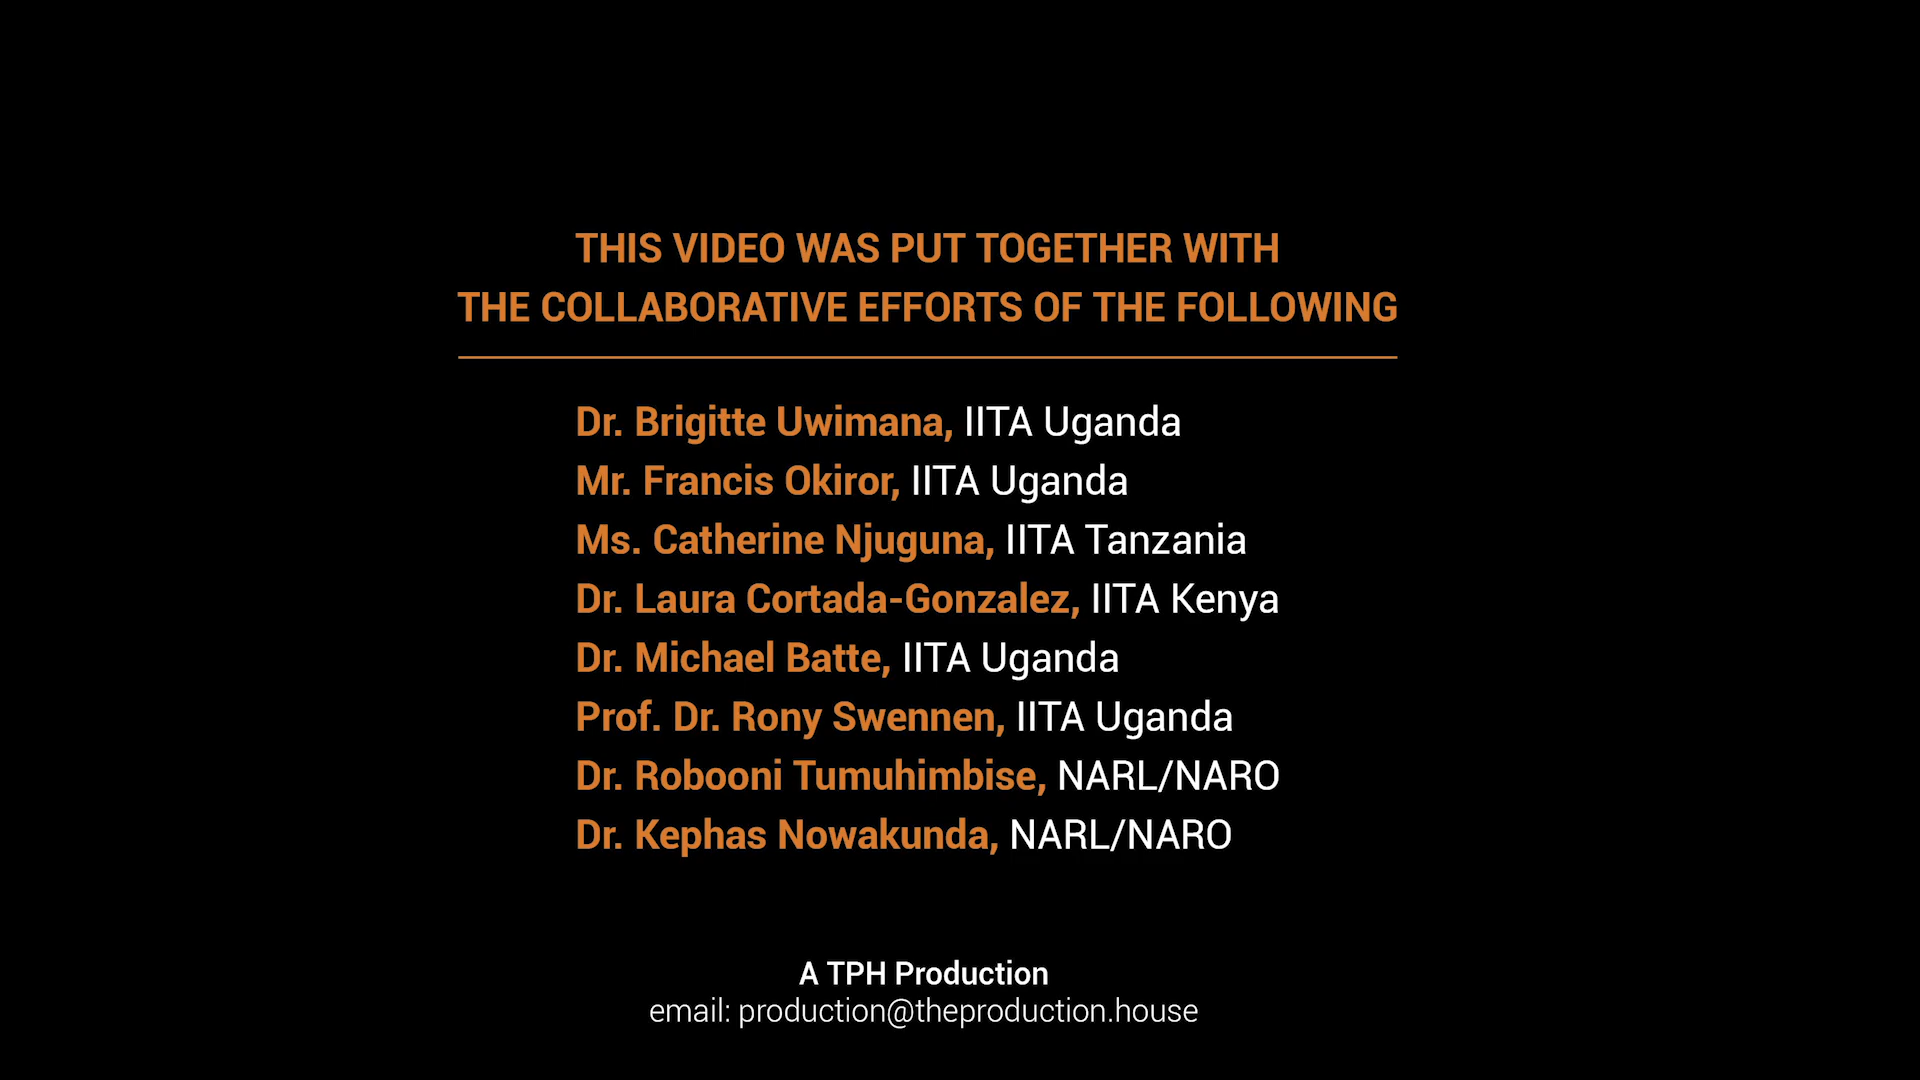 THIS VIDEO WAS PUT TOGETHER WITH
THE COLLABORATIVE EFFORTS OF THE FOLLOWING
Dr. Brigitte Uwimana, IITA Uganda
Mr. Francis Okiror, IITA Uganda
Ms. Catherine Njuguna, IITA Tanzania
Dr. Laura Cortada-Gonzalez, IITA Kenya
Dr. Michael Batte, IITA Uganda
Prof. Dr. Rony Swennen, IITA Uganda
Dr. Robooni Tumuhimbise, NARL/NARO
Dr. Kephas Nowakunda, NARL/NARO
A TPH Production
email: production@theproduction.house